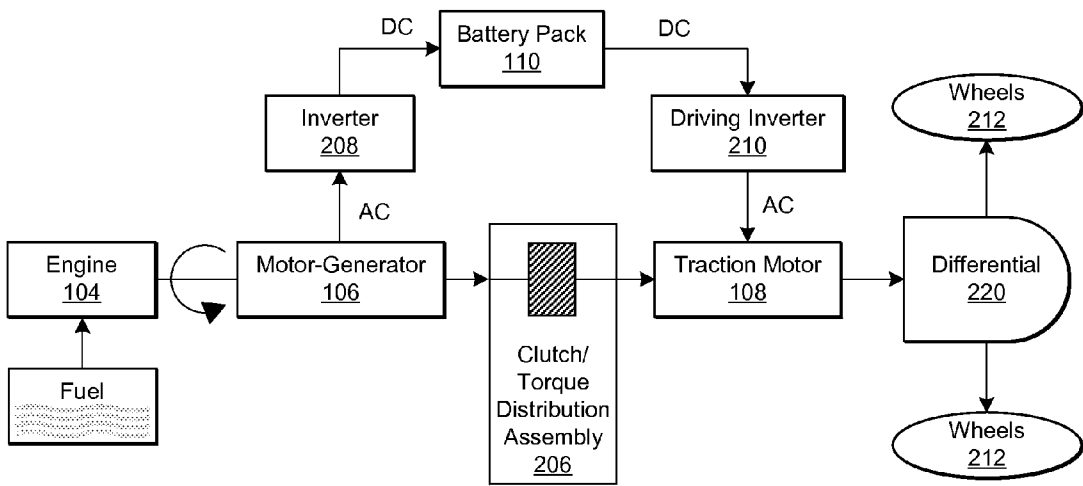 DC
Battery Pack
110
DC
Inverter
208
Driving Inverter
210
Wheels
212
AC
AC
Engine
104
Motor-Generator
106
Traction Motor
108
Differential
220
Fuel
Clutch/
Torque
Distribution
Assembly
206
Wheels
212